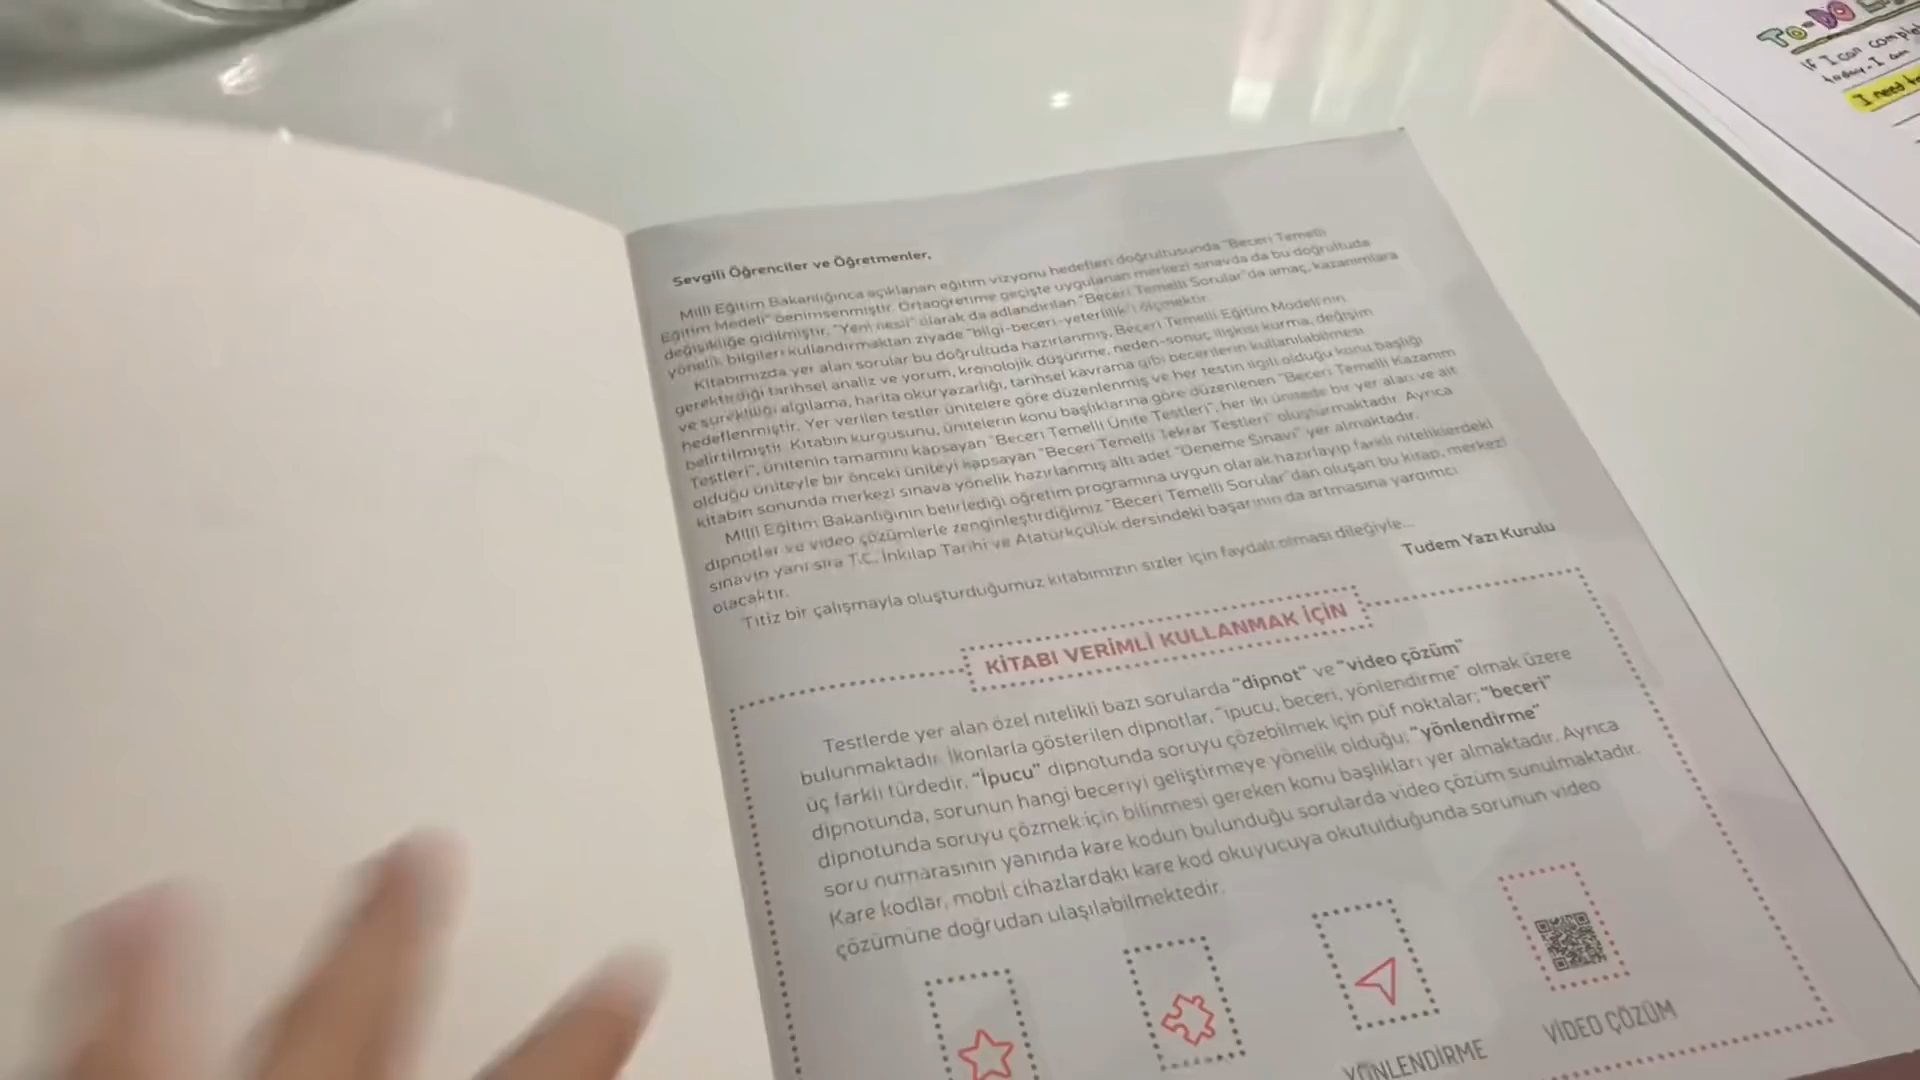 Sevgili Öğrenciler ve Öğretmenler,
Milli Eğitim Bakanlığınca açıklanan eğitim vizyonu hedefleri doğrultusunda "Beceri Temelli
Eğitim Modeli" benimsenmiştir. Ortaöğretime geçişte uygulanan merkezi sınavda da bu doğrultuda
değişikliğe gidilmiştir. "Yeni nesil" olarak da adlandırılan "Beceri Temelli Sorular"da amaç, kazanımlara
yönelik bilgileri kullandırmaktan ziyade "bilgi-beceri-yeterlilik"i ölçmektir.
Kitabımızda yer alan sorular bu doğrultuda hazırlanmış, Beceri Temelli Eğitim Modeli'nin
gerektirdiği tarihsel analiz ve yorum, kronolojik düşünme, neden-sonuç ilişkisi kurma, değişim
ve sürekliliği algılama, harita okuryazarlığı, tarihsel kavrama gibi becerilerin kullanılabilmesi
hedeflenmiştir. Yer verilen testler ünitelere göre düzenlenmiş ve her testin ilgili olduğu konu başlığı
belirtilmiştir. Kitabın kurgusunu, ünitelerin konu başlıklarına göre düzenlenen "Beceri Temelli Kazanım
Testleri", ünitenin tamamını kapsayan "Beceri Temelli Ünite Testleri", her iki ünitede bir yer alan ve ait
olduğu üniteyle bir önceki üniteyi kapsayan "Beceri Temelli Tekrar Testleri" oluşturmaktadır. Ayrıca
kitabın sonunda merkezi sınava yönelik hazırlanmış altı adet "Deneme Sınavı" yer almaktadır.
Milli Eğitim Bakanlığının belirlediği öğretim programına uygun olarak hazırlayıp farklı niteliklerdeki
dipnotlar ve video çözümlerle zenginleştirdiğimiz "Beceri Temelli Sorular"dan oluşan bu kitap, merkezi
sınavın yanı sıra T.C. İnkılap Tarihi ve Atatürkçülük dersindeki başarının da artmasına yardımcı
olacaktır.
Titiz bir çalışmayla oluşturduğumuz kitabımızın sizler için faydalı olması dileğiyle...
Tudem Yazı Kurulu
KİTABI VERİMLİ KULLANMAK İÇİN
Testlerde yer alan özel nitelikli bazı sorularda "dipnot" ve "video çözüm"
bulunmaktadır. İkonlarla gösterilen dipnotlar, "ipucu, beceri, yönlendirme" olmak üzere
üç farklı türdedir. "İpucu" dipnotunda soruyu çözebilmek için püf noktalar; "beceri"
dipnotunda, sorunun hangi beceriyi geliştirmeye yönelik olduğu; "yönlendirme"
dipnotunda soruyu çözmek için bilinmesi gereken konu başlıkları yer almaktadır. Ayrıca
soru numarasının yanında kare kodun bulunduğu sorularda video çözüm sunulmaktadır.
Kare kodlar, mobil cihazlardaki kare kod okuyucuya okutulduğunda sorunun video
çözümüne doğrudan ulaşılabilmektedir.
YÖNLENDİRME
VİDEO ÇÖZÜM
TO-DO
If I can
today. I am
I need